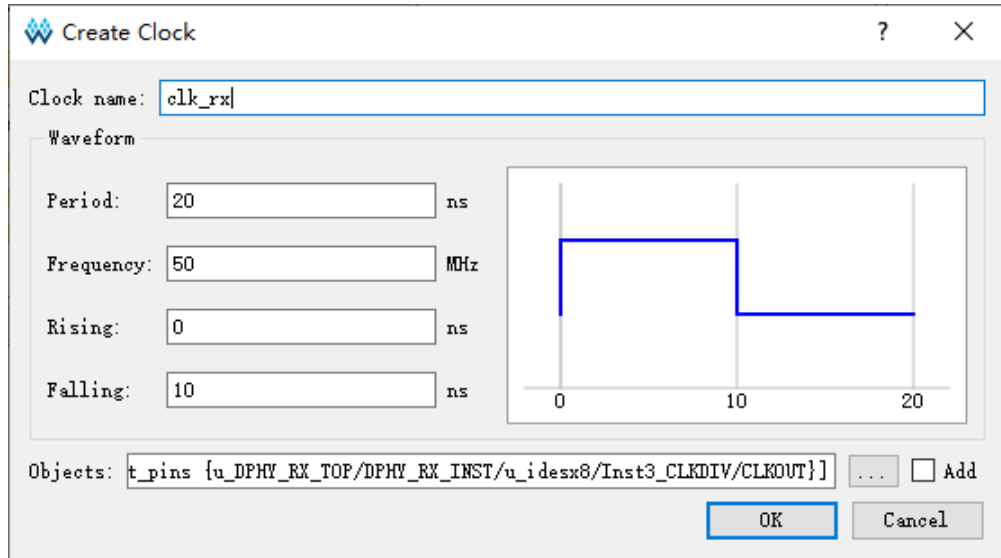 Create Clock ?
Clock name: clk_rx
Waveform
Period: 20 ns
Frequency: 50 MHz
Rising: 0 ns
Falling: 10 ns
0 10 20
Objects: t_pins {u_DPHY_RX_TOP/DPHY_RX_INST/u_idesx8/Inst3_CLKDIV/CLKOUT}] ... Add
OK Cancel